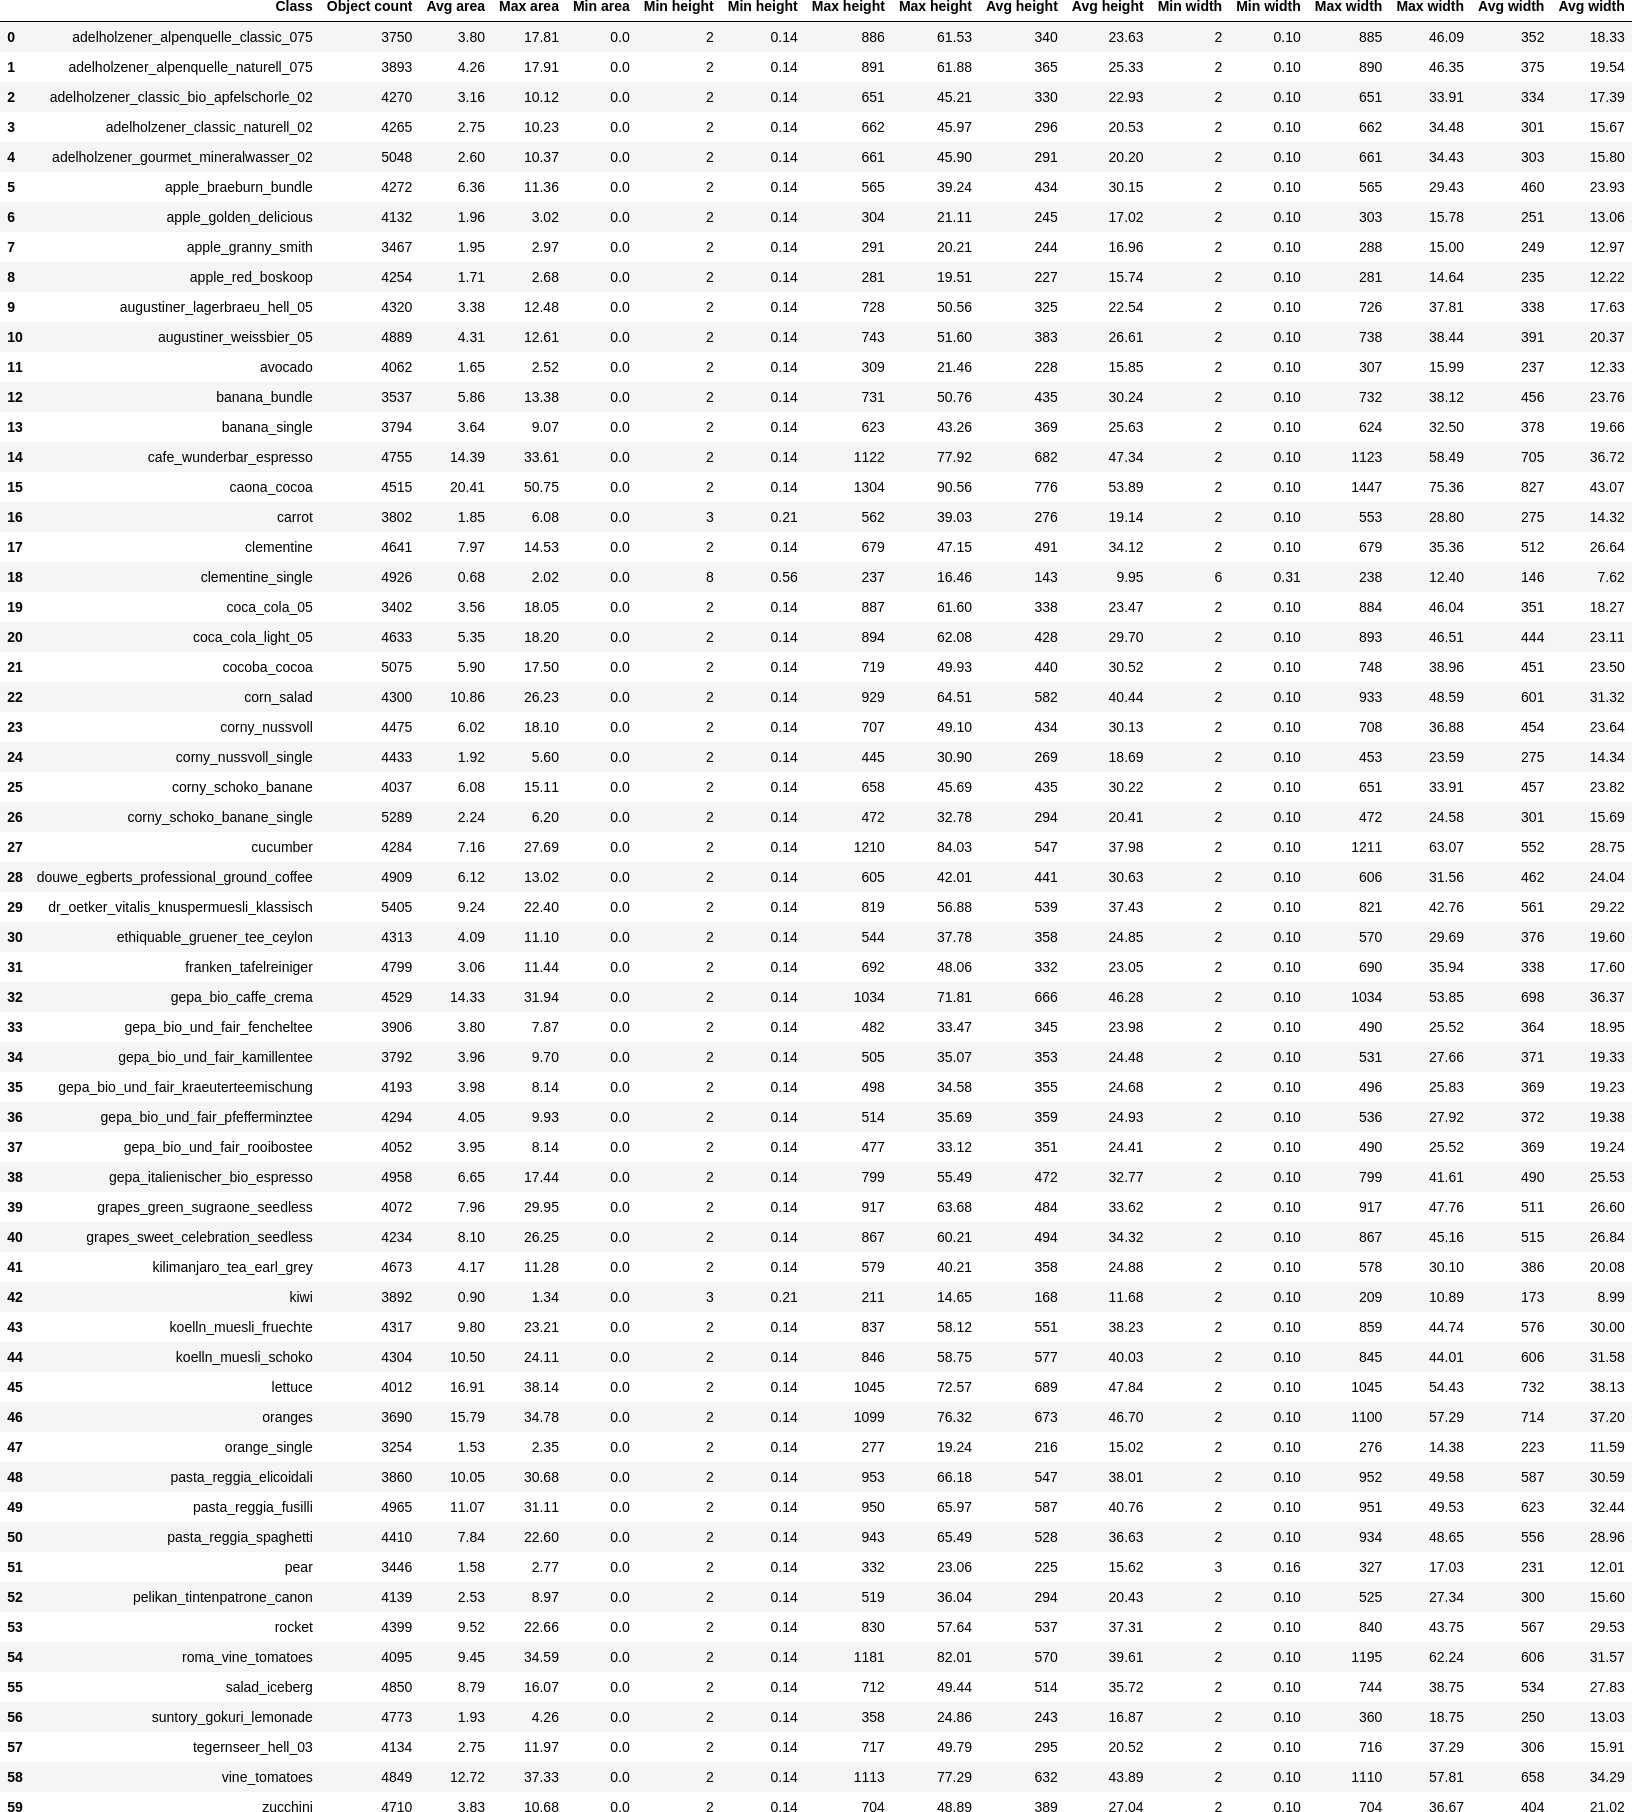 Class Object count Avg area Max area Min area Min height Min height Max height Max height Avg height Avg height Min width Min width Max width Max width Avg width Avg width
0 adelholzener_alpenquelle_classic_075 3750 3.80 17.81 0.0 2 0.14 886 61.53 340 23.63 2 0.10 885 46.09 352 18.33
1 adelholzener_alpenquelle_naturell_075 3893 4.26 17.91 0.0 2 0.14 891 61.88 365 25.33 2 0.10 890 46.35 375 19.54
2 adelholzener_classic_bio_apfelschorle_02 4270 3.16 10.12 0.0 2 0.14 651 45.21 330 22.93 2 0.10 651 33.91 334 17.39
3 adelholzener_classic_naturell_02 4265 2.75 10.23 0.0 2 0.14 662 45.97 296 20.53 2 0.10 662 34.48 301 15.67
4 adelholzener_gourmet_mineralwasser_02 5048 2.60 10.37 0.0 2 0.14 661 45.90 291 20.20 2 0.10 661 34.43 303 15.80
5 apple_braeburn_bundle 4272 6.36 11.36 0.0 2 0.14 565 39.24 434 30.15 2 0.10 565 29.43 460 23.93
6 apple_golden_delicious 4132 1.96 3.02 0.0 2 0.14 304 21.11 245 17.02 2 0.10 303 15.78 251 13.06
7 apple_granny_smith 3467 1.95 2.97 0.0 2 0.14 291 20.21 244 16.96 2 0.10 288 15.00 249 12.97
8 apple_red_boskoop 4254 1.71 2.68 0.0 2 0.14 281 19.51 227 15.74 2 0.10 281 14.64 235 12.22
9 augustiner_lagerbraeu_hell_05 4320 3.38 12.48 0.0 2 0.14 728 50.56 325 22.54 2 0.10 726 37.81 338 17.63
10 augustiner_weissbier_05 4889 4.31 12.61 0.0 2 0.14 743 51.60 383 26.61 2 0.10 738 38.44 391 20.37
11 avocado 4062 1.65 2.52 0.0 2 0.14 309 21.46 228 15.85 2 0.10 307 15.99 237 12.33
12 banana_bundle 3537 5.86 13.38 0.0 2 0.14 731 50.76 435 30.24 2 0.10 732 38.12 456 23.76
13 banana_single 3794 3.64 9.07 0.0 2 0.14 623 43.26 369 25.63 2 0.10 624 32.50 378 19.66
14 cafe_wunderbar_espresso 4755 14.39 33.61 0.0 2 0.14 1122 77.92 682 47.34 2 0.10 1123 58.49 705 36.72
15 caona_cocoa 4515 20.41 50.75 0.0 2 0.14 1304 90.56 776 53.89 2 0.10 1447 75.36 827 43.07
16 carrot 3802 1.85 6.08 0.0 3 0.21 562 39.03 276 19.14 2 0.10 553 28.80 275 14.32
17 clementine 4641 7.97 14.53 0.0 2 0.14 679 47.15 491 34.12 2 0.10 679 35.36 512 26.64
18 clementine_single 4926 0.68 2.02 0.0 8 0.56 237 16.46 143 9.95 6 0.31 238 12.40 146 7.62
19 coca_cola_05 3402 3.56 18.05 0.0 2 0.14 887 61.60 338 23.47 2 0.10 884 46.04 351 18.27
20 coca_cola_light_05 4633 5.35 18.20 0.0 2 0.14 894 62.08 428 29.70 2 0.10 893 46.51 444 23.11
21 cocoba_cocoa 5075 5.90 17.50 0.0 2 0.14 719 49.93 440 30.52 2 0.10 748 38.96 451 23.50
22 corn_salad 4300 10.86 26.23 0.0 2 0.14 929 64.51 582 40.44 2 0.10 933 48.59 601 31.32
23 corny_nussvoll 4475 6.02 18.10 0.0 2 0.14 707 49.10 434 30.13 2 0.10 708 36.88 454 23.64
24 corny_nussvoll_single 4433 1.92 5.60 0.0 2 0.14 445 30.90 269 18.69 2 0.10 453 23.59 275 14.34
25 corny_schoko_banane 4037 6.08 15.11 0.0 2 0.14 658 45.69 435 30.22 2 0.10 651 33.91 457 23.82
26 corny_schoko_banane_single 5289 2.24 6.20 0.0 2 0.14 472 32.78 294 20.41 2 0.10 472 24.58 301 15.69
27 cucumber 4284 7.16 27.69 0.0 2 0.14 1210 84.03 547 37.98 2 0.10 1211 63.07 552 28.75
28 douwe_egberts_professional_ground_coffee 4909 6.12 13.02 0.0 2 0.14 605 42.01 441 30.63 2 0.10 606 31.56 462 24.04
29 dr_oetker_vitalis_knuspermuesli_klassisch 5405 9.24 22.40 0.0 2 0.14 819 56.88 539 37.43 2 0.10 821 42.76 561 29.22
30 ethiquable_gruener_tee_ceylon 4313 4.09 11.10 0.0 2 0.14 544 37.78 358 24.85 2 0.10 570 29.69 376 19.60
31 franken_tafelreiniger 4799 3.06 11.44 0.0 2 0.14 692 48.06 332 23.05 2 0.10 690 35.94 338 17.60
32 gepa_bio_caffe_crema 4529 14.33 31.94 0.0 2 0.14 1034 71.81 666 46.28 2 0.10 1034 53.85 698 36.37
33 gepa_bio_und_fair_fencheltee 3906 3.80 7.87 0.0 2 0.14 482 33.47 345 23.98 2 0.10 490 25.52 364 18.95
34 gepa_bio_und_fair_kamillentee 3792 3.96 9.70 0.0 2 0.14 505 35.07 353 24.48 2 0.10 531 27.66 371 19.33
35 gepa_bio_und_fair_kraeuterteemischung 4193 3.98 8.14 0.0 2 0.14 498 34.58 355 24.68 2 0.10 496 25.83 369 19.23
36 gepa_bio_und_fair_pfefferminztee 4294 4.05 9.93 0.0 2 0.14 514 35.69 359 24.93 2 0.10 536 27.92 372 19.38
37 gepa_bio_und_fair_rooibostee 4052 3.95 8.14 0.0 2 0.14 477 33.12 351 24.41 2 0.10 490 25.52 369 19.24
38 gepa_italienischer_bio_espresso 4958 6.65 17.44 0.0 2 0.14 799 55.49 472 32.77 2 0.10 799 41.61 490 25.53
39 grapes_green_sugraone_seedless 4072 7.96 29.95 0.0 2 0.14 917 63.68 484 33.62 2 0.10 917 47.76 511 26.60
40 grapes_sweet_celebration_seedless 4234 8.10 26.25 0.0 2 0.14 867 60.21 494 34.32 2 0.10 867 45.16 515 26.84
41 kilimanjaro_tea_earl_grey 4673 4.17 11.28 0.0 2 0.14 579 40.21 358 24.88 2 0.10 578 30.10 386 20.08
42 kiwi 3892 0.90 1.34 0.0 3 0.21 211 14.65 168 11.68 2 0.10 209 10.89 173 8.99
43 koelln_muesli_fruechte 4317 9.80 23.21 0.0 2 0.14 837 58.12 551 38.23 2 0.10 859 44.74 576 30.00
44 koelln_muesli_schoko 4304 10.50 24.11 0.0 2 0.14 846 58.75 577 40.03 2 0.10 845 44.01 606 31.58
45 lettuce 4012 16.91 38.14 0.0 2 0.14 1045 72.57 689 47.84 2 0.10 1045 54.43 732 38.13
46 oranges 3690 15.79 34.78 0.0 2 0.14 1099 76.32 673 46.70 2 0.10 1100 57.29 714 37.20
47 orange_single 3254 1.53 2.35 0.0 2 0.14 277 19.24 216 15.02 2 0.10 276 14.38 223 11.59
48 pasta_reggia_elicoidali 3860 10.05 30.68 0.0 2 0.14 953 66.18 547 38.01 2 0.10 952 49.58 587 30.59
49 pasta_reggia_fusilli 4965 11.07 31.11 0.0 2 0.14 950 65.97 587 40.76 2 0.10 951 49.53 623 32.44
50 pasta_reggia_spaghetti 4410 7.84 22.60 0.0 2 0.14 943 65.49 528 36.63 2 0.10 934 48.65 556 28.96
51 pear 3446 1.58 2.77 0.0 2 0.14 332 23.06 225 15.62 3 0.16 327 17.03 231 12.01
52 pelikan_tintenpatrone_canon 4139 2.53 8.97 0.0 2 0.14 519 36.04 294 20.43 2 0.10 525 27.34 300 15.60
53 rocket 4399 9.52 22.66 0.0 2 0.14 830 57.64 537 37.31 2 0.10 840 43.75 567 29.53
54 roma_vine_tomatoes 4095 9.45 34.59 0.0 2 0.14 1181 82.01 570 39.61 2 0.10 1195 62.24 606 31.57
55 salad_iceberg 4850 8.79 16.07 0.0 2 0.14 712 49.44 514 35.72 2 0.10 744 38.75 534 27.83
56 suntory_gokuri_lemonade 4773 1.93 4.26 0.0 2 0.14 358 24.86 243 16.87 2 0.10 360 18.75 250 13.03
57 tegernseer_hell_03 4134 2.75 11.97 0.0 2 0.14 717 49.79 295 20.52 2 0.10 716 37.29 306 15.91
58 vine_tomatoes 4849 12.72 37.33 0.0 2 0.14 1113 77.29 632 43.89 2 0.10 1110 57.81 658 34.29
59 zucchini 4710 3.83 10.68 0.0 2 0.14 704 48.89 389 27.04 2 0.10 704 36.67 404 21.02